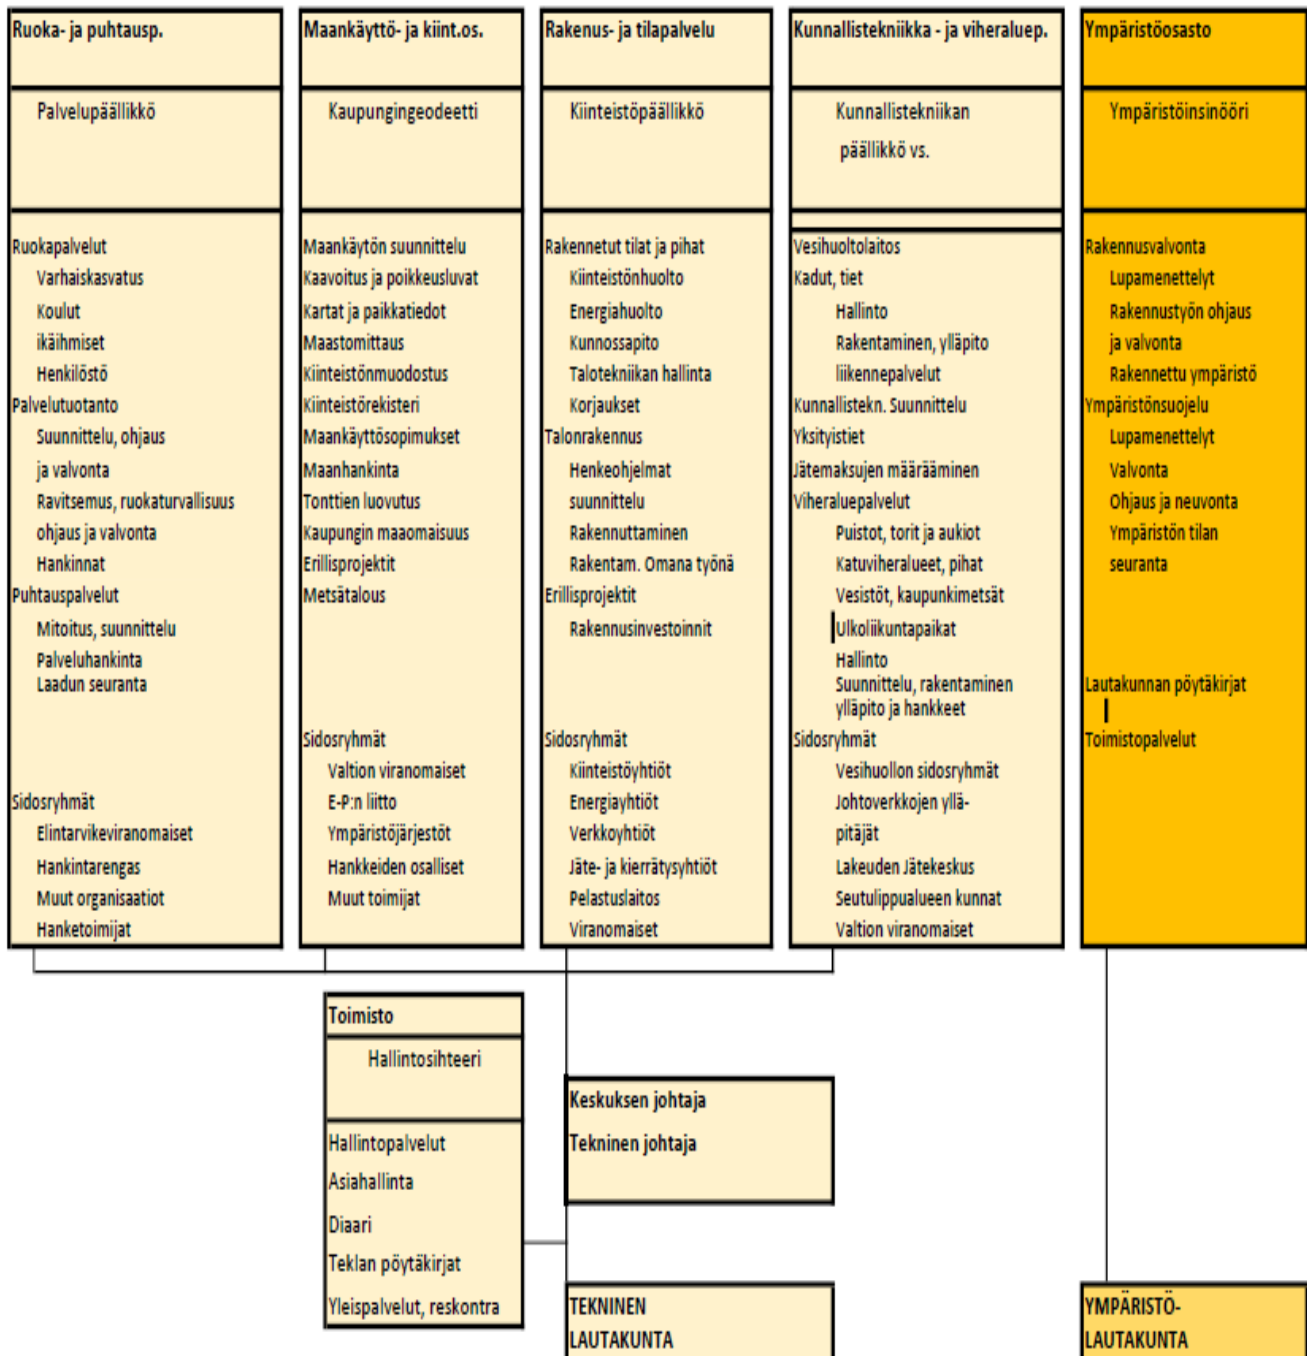 Ruoka- ja puhtausp.
Palvelupäällikkö
Ruokapalvelut
Varhaiskasvatus
Koulut
ikäihmiset
Henkilöstö
Palvelutuotanto
Suunnittelu, ohjaus
ja valvonta
Ravitsemus, ruokaturvallisuus
ohjaus ja valvonta
Hankinnat
Puhtauspalvelut
Mitoitus, suunnittelu
Palveluhankinta
Laadun seuranta
Sidosryhmät
Elintarvikeviranomaiset
Hankintarengas
Muut organisaatiot
Hanketoimijat
Maankäyttö- ja kiint.os.
Kaupungingeodeetti
Maankäytön suunnittelu
Kaavoitus ja poikkeusluvat
Kartat ja paikkatiedot
Maastomittaus
Kiinteistönmuodostus
Kiinteistörekisteri
Maankäyttösopimukset
Maanhankinta
Tonttien luovutus
Kaupungin maaomaisuus
Erillisprojektit
Metsätalous
Sidosryhmät
Valtion viranomaiset
E-P:n liitto
Ympäristöjärjestöt
Hankkeiden osalliset
Muut toimijat
Rakenus- ja tilapalvelu
Kiinteistöpäällikkö
Rakennetut tilat ja pihat
Kiinteistönhuolto
Energiahuolto
Kunnossapito
Talotekniikan hallinta
Korjaukset
Talonrakennus
Henkeohjelmat
suunnittelu
Rakennuttaminen
Rakentam. Omana työnä
Erillisprojektit
Rakennusinvestoinnit
Sidosryhmät
Kiinteistöyhtiöt
Energiayhtiöt
Verkkoyhtiöt
Jäte- ja kierrätysyhtiöt
Pelastuslaitos
Viranomaiset
Kunnallistekniikka - ja viheraluep.
Kunnallistekniikan
päällikkö vs.
Vesihuoltolaitos
Kadut, tiet
Hallinto
Rakentaminen, ylläpito
liikennepalvelut
Kunnallistekn. Suunnittelu
Yksityistiet
Jätemaksujen määrääminen
Viheraluepalvelut
Puistot, torit ja aukiot
Katuviheralueet, pihat
Vesistöt, kaupunkimetsät
Ulkoliikuntapaikat
Hallinto
Suunnittelu, rakentaminen
ylläpito ja hankkeet
Sidosryhmät
Vesihuollon sidosryhmät
Johtoverkkojen yllä-
pitäjät
Lakeuden Jätekeskus
Seutulippualueen kunnat
Valtion viranomaiset
Ympäristöosasto
Ympäristöinsinööri
Rakennusvalvonta
Lupamenettelyt
Rakennustyön ohjaus
ja valvonta
Rakennettu ympäristö
Ympäristönsuojelu
Lupamenettelyt
Valvonta
Ohjaus ja neuvonta
Ympäristön tilan
seuranta
Lautakunnan pöytäkirjat
Toimistopalvelut
Toimisto
Hallintosihteeri
Hallintopalvelut
Asiahallinta
Diaari
Teklan pöytäkirjat
Yleispalvelut, reskontra
Keskuksen johtaja
Tekninen johtaja
TEKNINEN
LAUTAKUNTA
YMPÄRISTÖ-
LAUTAKUNTA